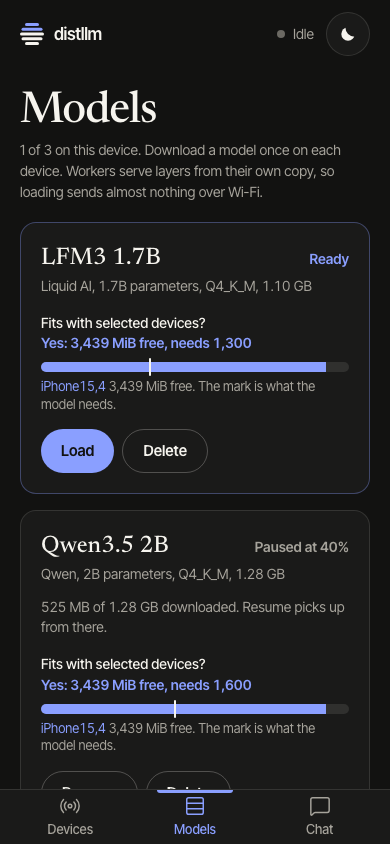 distllm
Idle
Models
1 of 3 on this device. Download a model once on each
device. Workers serve layers from their own copy, so
loading sends almost nothing over Wi-Fi.
LFM3 1.7B
Ready
Liquid AI, 1.7B parameters, Q4_K_M, 1.10 GB
Fits with selected devices?
Yes: 3,439 MiB free, needs 1,300
iPhone15,4 3,439 MiB free. The mark is what the
model needs.
Load
Delete
Qwen3.5 2B
Paused at 40%
Qwen, 2B parameters, Q4_K_M, 1.28 GB
525 MB of 1.28 GB downloaded. Resume picks up
from there.
Fits with selected devices?
Yes: 3,439 MiB free, needs 1,600
iPhone15,4 3,439 MiB free. The mark is what the
model needs.
Devices
Models
Chat